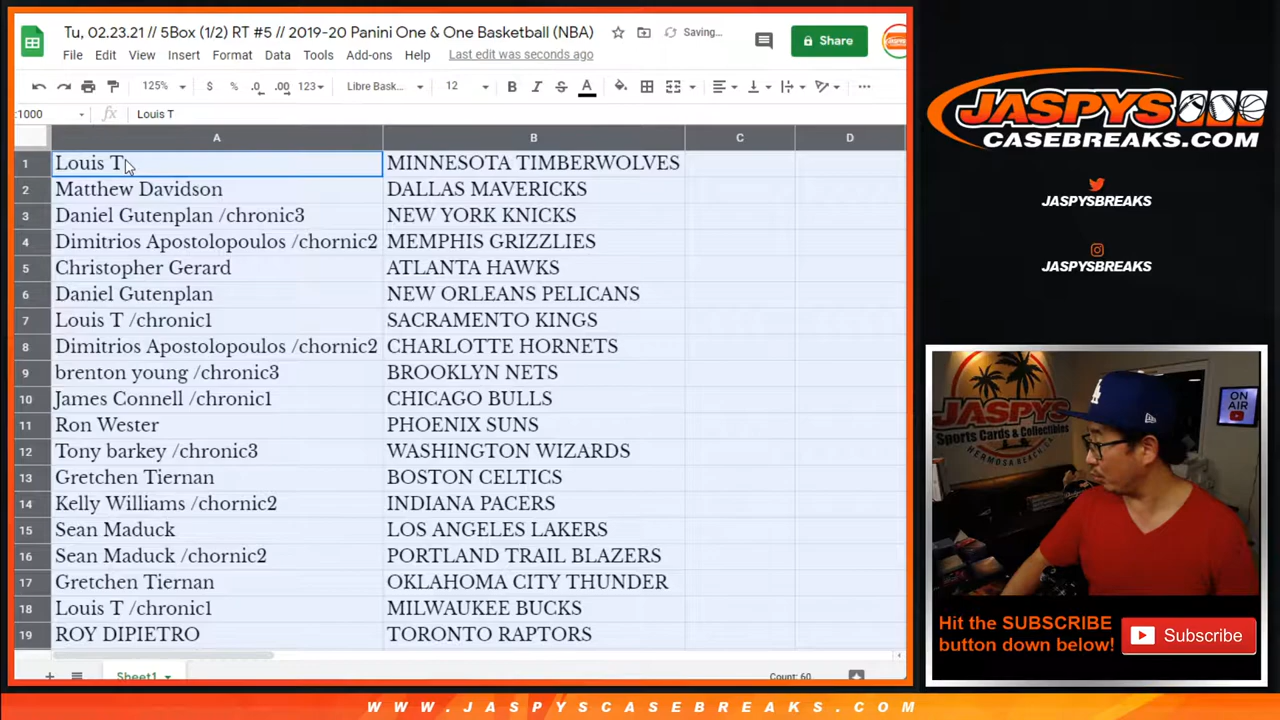 Tu, 02.23.21 // 5Box (1/2) RT #5 // 2019-20 Panini One & One Basketball (NBA)
Saving...
Share
File Edit View Insert Format Data Tools Add-ons Help Last edit was seconds ago
125% $ % .0 .00 123 Libre Bask... 12 B I S A
:1000 fx Louis T
A B C D
1 Louis T MINNESOTA TIMBERWOLVES
2 Matthew Davidson DALLAS MAVERICKS
3 Daniel Gutenplan /chronic3 NEW YORK KNICKS
4 Dimitrios Apostolopoulos /chornic2 MEMPHIS GRIZZLIES
5 Christopher Gerard ATLANTA HAWKS
6 Daniel Gutenplan NEW ORLEANS PELICANS
7 Louis T /chronic1 SACRAMENTO KINGS
8 Dimitrios Apostolopoulos /chornic2 CHARLOTTE HORNETS
9 brenton young /chronic3 BROOKLYN NETS
10 James Connell /chronic1 CHICAGO BULLS
11 Ron Wester PHOENIX SUNS
12 Tony barkey /chronic3 WASHINGTON WIZARDS
13 Gretchen Tiernan BOSTON CELTICS
14 Kelly Williams /chornic2 INDIANA PACERS
15 Sean Maduck LOS ANGELES LAKERS
16 Sean Maduck /chornic2 PORTLAND TRAIL BLAZERS
17 Gretchen Tiernan OKLAHOMA CITY THUNDER
18 Louis T /chronic1 MILWAUKEE BUCKS
19 ROY DIPIETRO TORONTO RAPTORS
Sheet1
Count: 60
JASPYS
CASEBREAKS.COM
JASPYSBREAKS
JASPYSBREAKS
JASPYS
Sports Cards & Collectibles
HERMOSA BEACH, CA
ON
AIR
LA
Hit the SUBSCRIBE
button down below!
Subscribe
WWW.JASPYSCASEBREAKS.COM